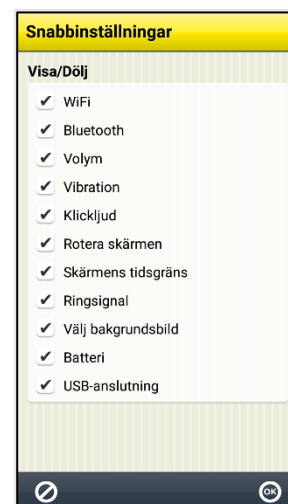 Snabbinställningar
Visa/Dölj
WiFi
Bluetooth
Volym
Vibration
Klickljud
Rotera skärmen
Skärmens tidsgräns
Ringsignal
Välj bakgrundsbild
Batteri
USB-anslutning
OK